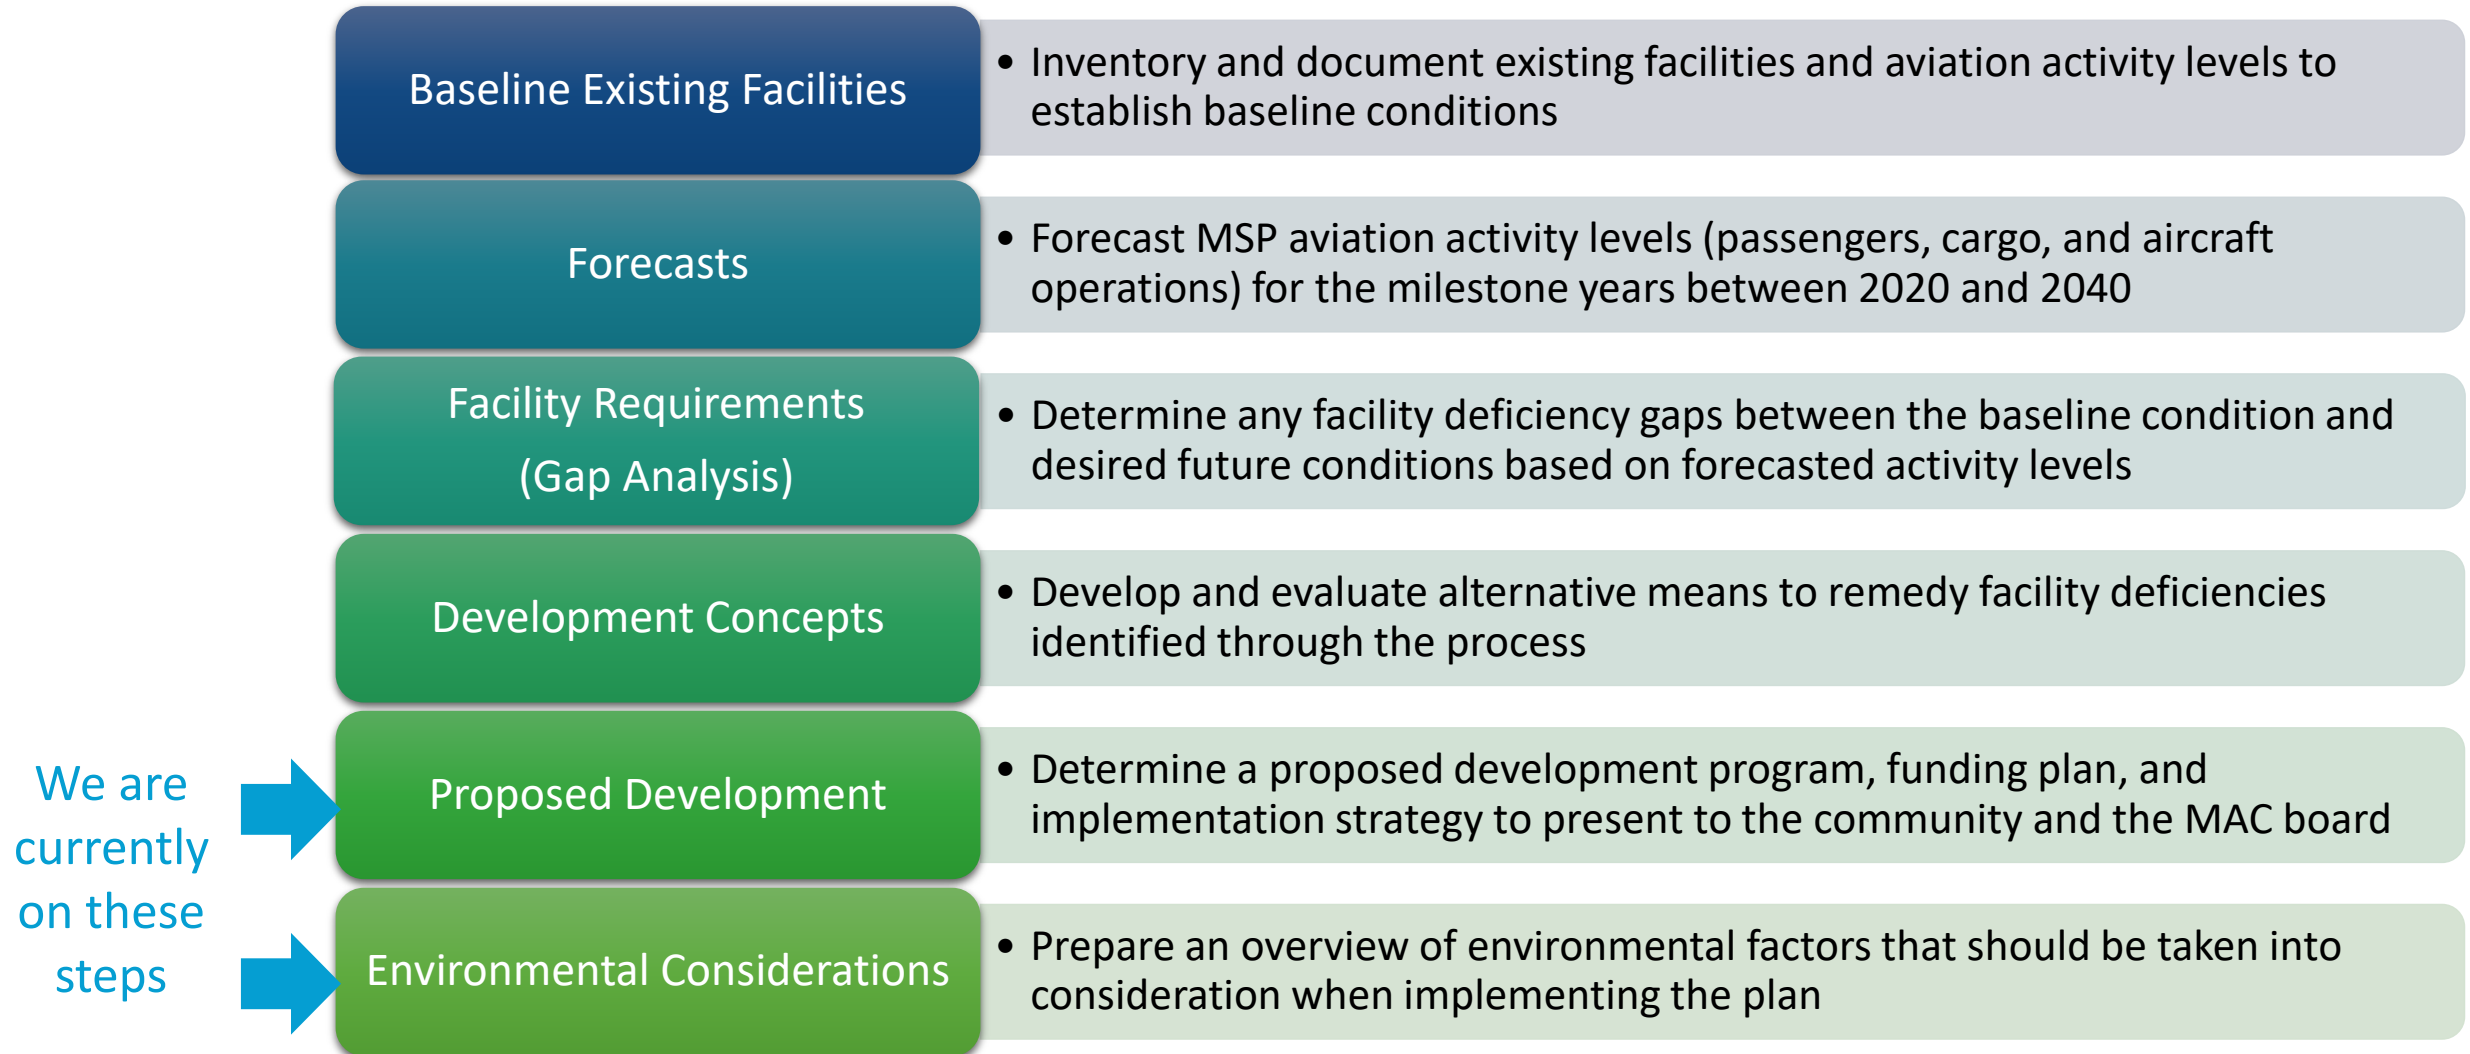 Baseline Existing Facilities
• Inventory and document existing facilities and aviation activity levels to
establish baseline conditions
Forecasts
• Forecast MSP aviation activity levels (passengers, cargo, and aircraft
operations) for the milestone years between 2020 and 2040
Facility Requirements
(Gap Analysis)
• Determine any facility deficiency gaps between the baseline condition and
desired future conditions based on forecasted activity levels
Development Concepts
• Develop and evaluate alternative means to remedy facility deficiencies
identified through the process
We are
currently
on these
steps
Proposed Development
• Determine a proposed development program, funding plan, and
implementation strategy to present to the community and the MAC board
Environmental Considerations
• Prepare an overview of environmental factors that should be taken into
consideration when implementing the plan